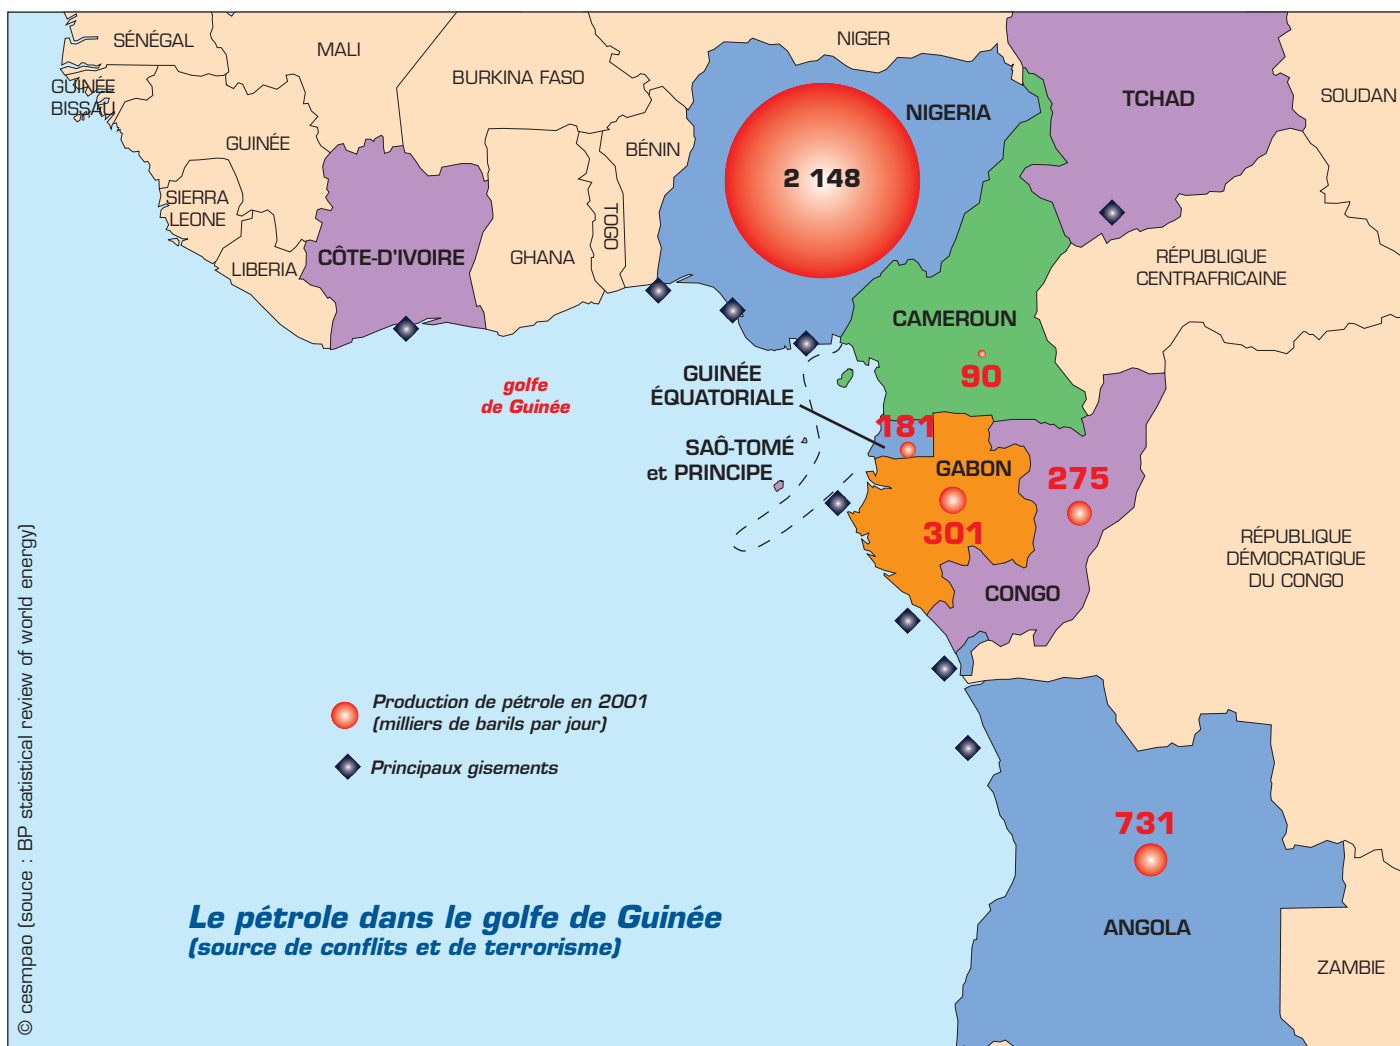 SÉNÉGAL
MALI
NIGER
BURKINA FASO
GUINÉE
BISSAU
TCHAD
SOUDAN
NIGERIA
GUINÉE
BÉNIN
2 148
SIERRA
LEONE
TOGO
CÔTE-D'IVOIRE
GHANA
LIBERIA
RÉPUBLIQUE
CENTRAFRICAINE
CAMEROUN
90
golfe
de Guinée
GUINÉE
ÉQUATORIALE
181
SAÔ-TOMÉ
et PRINCIPE
GABON
301
275
CONGO
RÉPUBLIQUE
DÉMOCRATIQUE
DU CONGO
Production de pétrole en 2001
(milliers de barils par jour)
Principaux gisements
731
ANGOLA
ZAMBIE
Le pétrole dans le golfe de Guinée
(source de conflits et de terrorisme)
© cesmpao (souce : BP statistical review of world energy)